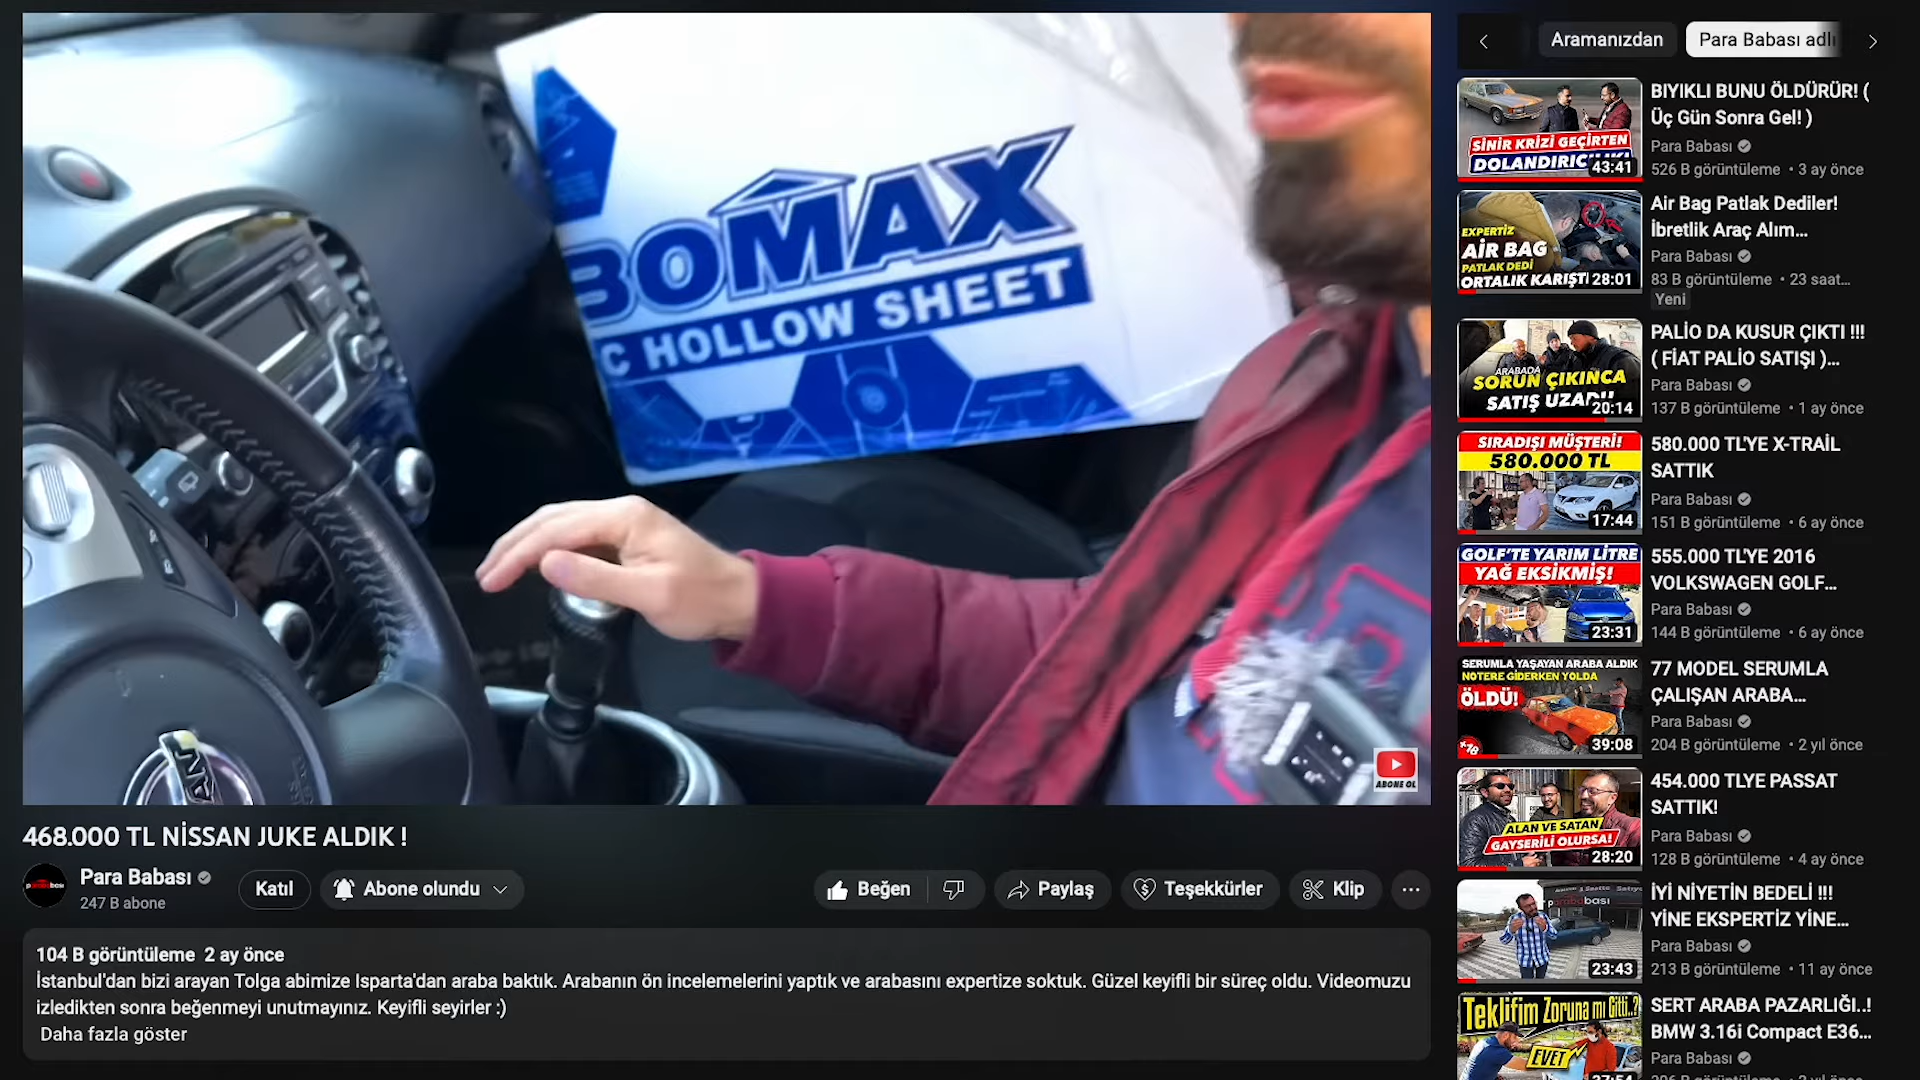 BOMAX
C HOLLOW SHEET
ABONE OL
468.000 TL NİSSAN JUKE ALDIK !
Para Babası
247 B abone
Katıl
Abone olundu
Beğen
Paylaş
Teşekkürler
Klip
104 B görüntüleme 2 ay önce
İstanbul'dan bizi arayan Tolga abimize Isparta'dan araba baktık. Arabanın ön incelemelerini yaptık ve arabasını expertize soktuk. Güzel keyifli bir süreç oldu. Videomuzu
izledikten sonra beğenmeyi unutmayınız. Keyifli seyirler :)
Daha fazla göster
Aramanızdan
Para Babası adlı
SİNİR KRİZİ GEÇİRTEN
43:41
BIYIKLI BUNU ÖLDÜRÜR! (
Üç Gün Sonra Gel! )
Para Babası
526 B görüntüleme • 3 ay önce
EXPERTİZ
AİR BAG
PATLAK DEDİ
ORTALIK KARIŞTI
28:01
Air Bag Patlak Dediler!
İbretlik Araç Alım...
Para Babası
83 B görüntüleme • 23 saat...
Yeni
ARABADA
SORUN ÇIKINCA
SATIŞ
20:14
PALİO DA KUSUR ÇIKTI !!!
( FİAT PALİO SATIŞI )...
Para Babası
137 B görüntüleme • 1 ay önce
SIRADIŞI MÜŞTERİ!
580.000 TL
17:44
580.000 TL'YE X-TRAİL
SATTIK
Para Babası
151 B görüntüleme • 6 ay önce
GOLF'TE YARIM LİTRE
YAĞ EKSİKMİŞ!
23:31
555.000 TL'YE 2016
VOLKSWAGEN GOLF...
Para Babası
144 B görüntüleme • 6 ay önce
SERUMLA YAŞAYAN ARABA ALDIK
NOTERE GİDERKEN YOLDA
ÖLDÜ!
+18
39:08
77 MODEL SERUMLA
ÇALIŞAN ARABA...
Para Babası
204 B görüntüleme • 2 yıl önce
ALAN VE SATAN
GAYSERİLİ OLURSA!
28:20
454.000 TLYE PASSAT
SATTIK!
Para Babası
128 B görüntüleme • 4 ay önce
23:43
İYİ NİYETİN BEDELİ !!!
YİNE EKSPERTİZ YİNE...
Para Babası
213 B görüntüleme • 11 ay önce
Teklifim Zoruna mı Gitti..?
EVET
SERT ARABA PAZARLIĞI..!
BMW 3.16i Compact E36...
Para Babası